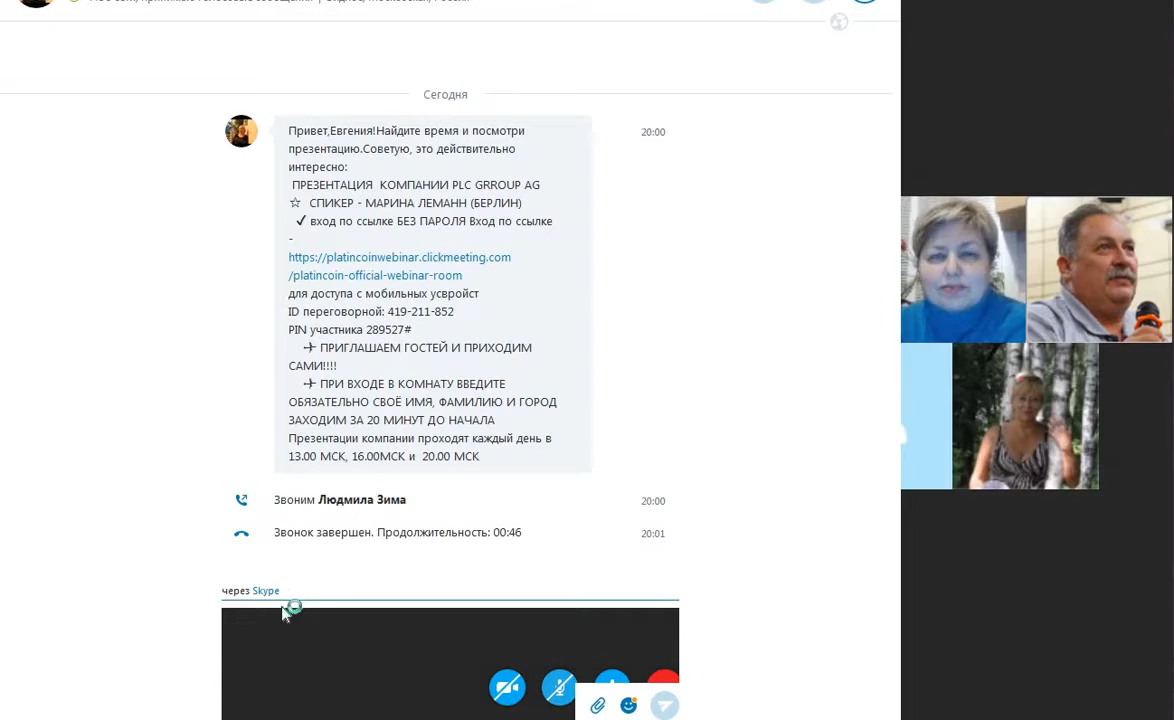 Сегодня
Привет,Евгения!Найдите время и посмотри
20:00
презентацию.Советую, это действительно
интересно:
ПРЕЗЕНТАЦИЯ КОМПАНИИ PLC GRROUP AG
☆ СПИКЕР - МАРИНА ЛЕМАНН (БЕРЛИН)
✔ вход по ссылке БЕЗ ПАРОЛЯ Вход по ссылке
-
https://platincoinwebinar.clickmeeting.com
/platincoin-official-webinar-room
для доступа с мобильных усвройст
ID переговорной: 419-211-852
PIN участника 289527#
✈ ПРИГЛАШАЕМ ГОСТЕЙ И ПРИХОДИМ
САМИ!!!!
✈ ПРИ ВХОДЕ В КОМНАТУ ВВЕДИТЕ
ОБЯЗАТЕЛЬНО СВОЁ ИМЯ, ФАМИЛИЮ И ГОРОД
ЗАХОДИМ ЗА 20 МИНУТ ДО НАЧАЛА
Презентации компании проходят каждый день в
13.00 МСК, 16.00МСК и 20.00 МСК
Звоним Людмила Зима 20:00
Звонок завершен. Продолжительность: 00:46 20:01
через Skype